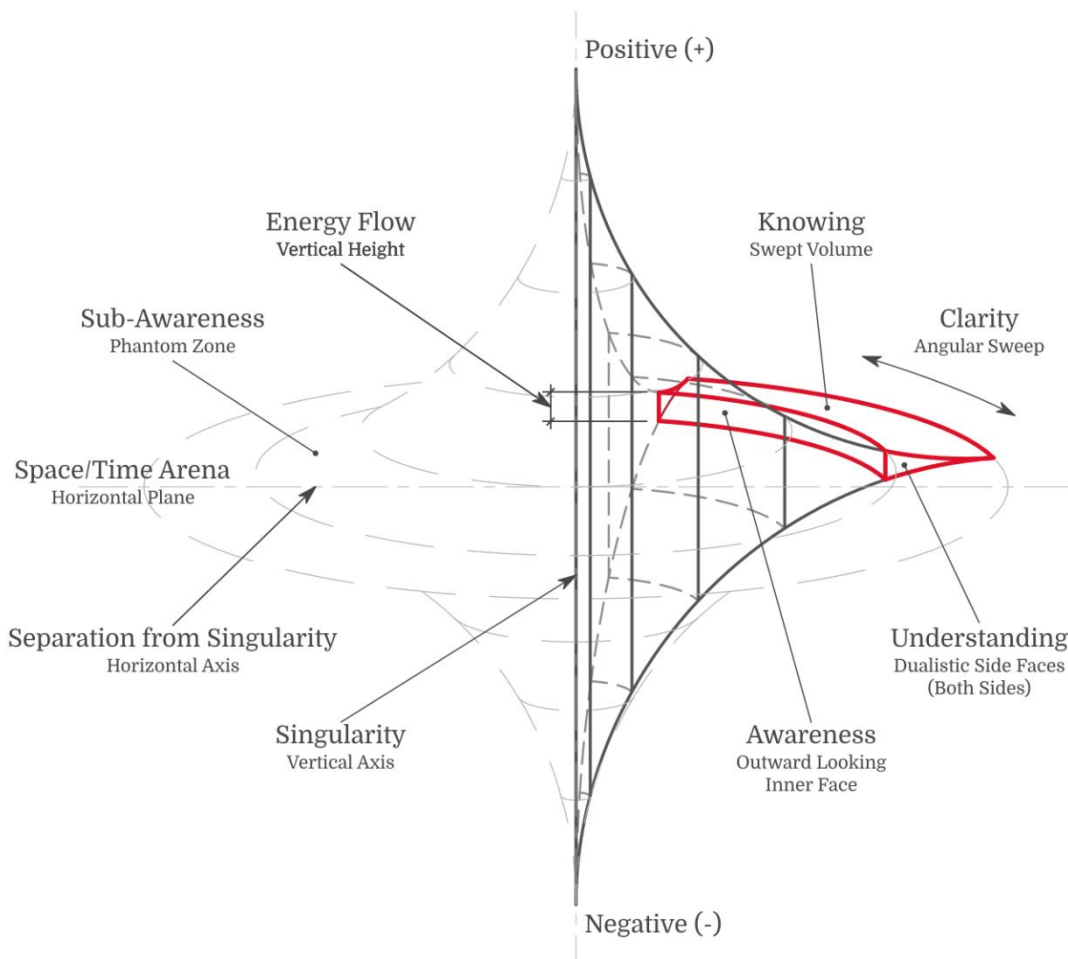 Positive (+)
Energy Flow
Vertical Height
Knowing
Swept Volume
Sub-Awareness
Phantom Zone
Clarity
Angular Sweep
Space/Time Arena
Horizontal Plane
Separation from Singularity
Horizontal Axis
Understanding
Dualistic Side Faces
(Both Sides)
Singularity
Vertical Axis
Awareness
Outward Looking
Inner Face
Negative (-)